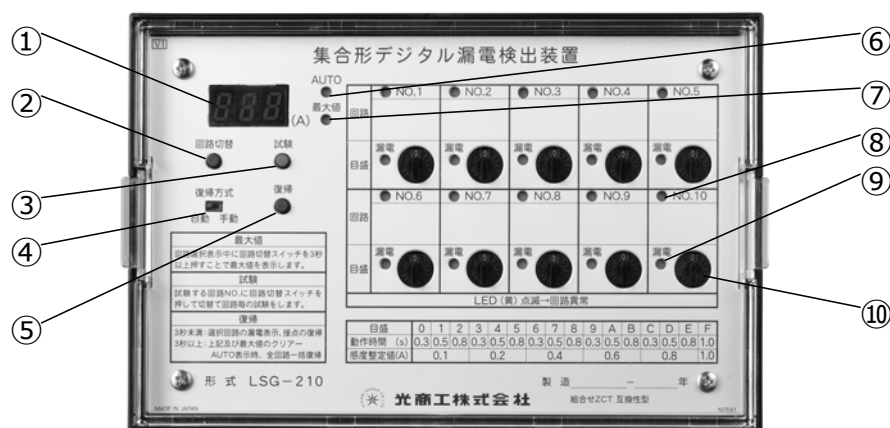 V1
集合形デジタル漏電検出装置
①
②
③
④
⑤
⑥
⑦
⑧
⑨
⑩
888
(A)
AUTO
最大値
回路切替
試験
復帰方式
自動 手動
復帰
回路 NO.1 NO.2 NO.3 NO.4 NO.5
目盛 漏電 漏電 漏電 漏電 漏電
回路 NO.6 NO.7 NO.8 NO.9 NO.10
目盛 漏電 漏電 漏電 漏電 漏電
LED(黄)点滅→回路異常
最大値
回路選択表示中に回路切替スイッチを3秒
以上押すことで最大値を表示します。
試験
試験する回路NO.に回路切替スイッチを
押して切替て回路毎の試験をします。
復帰
3秒未満:選択回路の漏電表示、接点の復帰
3秒以上:上記及び最大値のクリアー
AUTO表示時、全回路一括復帰
目盛 0 1 2 3 4 5 6 7 8 9 A B C D E F
動作時間 (s) 0.3 0.5 0.8 0.3 0.5 0.8 0.3 0.5 0.8 0.3 0.5 0.8 0.3 0.5 0.8 1.0
感度整定値(A) 0.1 0.2 0.4 0.6 0.8 1.0
形式 LSG-210
製造 － 年
光商工株式会社
組合せZCT 互換性型
MADE IN JAPAN